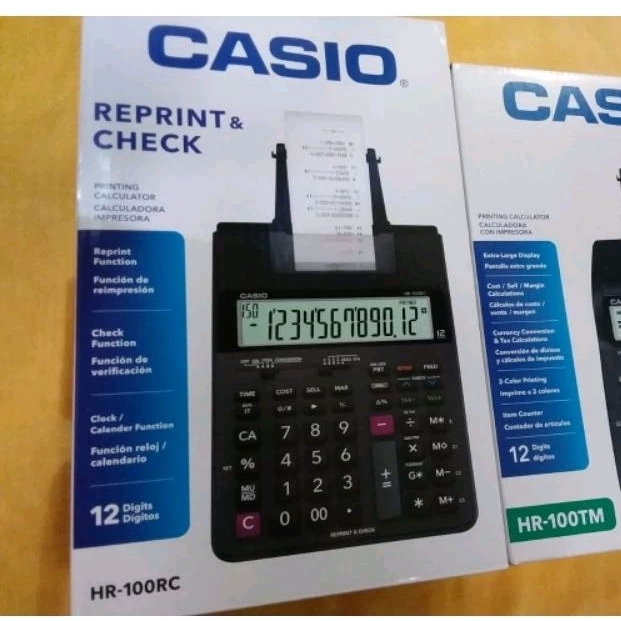 CASIO
REPRINT &
CHECK
PRINTING
CALCULATOR
CALCULADORA
IMPRESORA
Reprint
Function
Función de
reimpresión
Check
Function
Función de
verificación
Clock /
Calender Function
Función reloj /
calendario
12 Digits
Dígitos
HR-100RC
CASIO
150
- 1'234'567'890.12
12
TIME
COST
SELL
MAR
CA
7
8
9
%
4
5
6
MU
MD
1
2
3
C
0
00
·
−
÷
×
+
=
M*
M◇
M−
G*
*
M+
REPRINT & CHECK
CAS
PRINTING CALCULATOR
CALCULADORA
CON IMPRESORA
Extra-Large Display
Pantalla extra grande
Cost / Sell / Margin
Calculations
Cálculos de costo /
venta / margen
Currency Conversion
& Tax Calculations
Conversión de divisas
y cálculos de impuesto
2-Color Printing
Imprime a 2 colores
Item Counter
Contador de artículos
12 Digits
dígitos
HR-100TM
CA